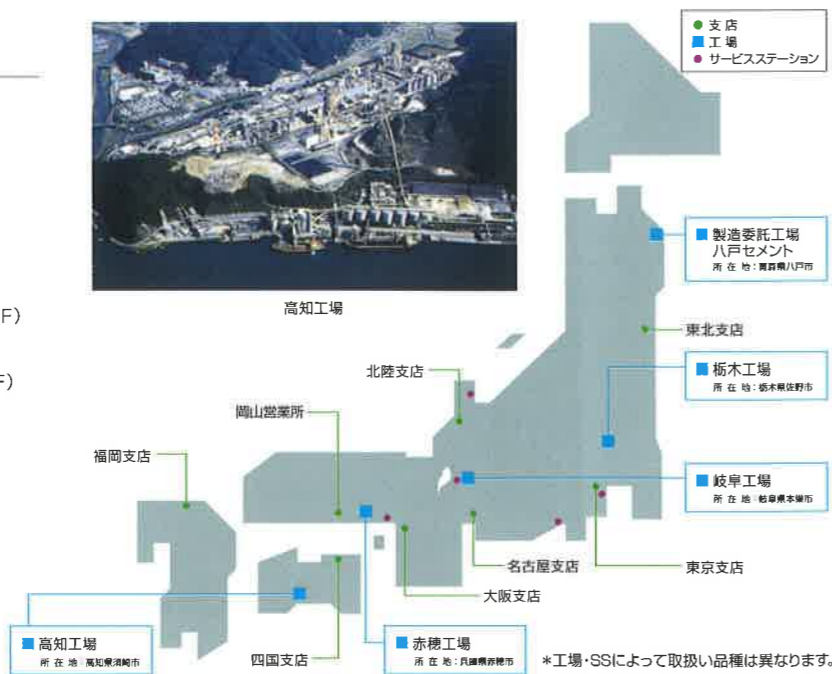 支店
工場
サービスステーション
高知工場
F)
F)
製造委託工場
八戸セメント
所在地：青森県八戸市
東北支店
北陸支店
栃木工場
所在地：栃木県佐野市
岡山営業所
福岡支店
岐阜工場
所在地：岐阜県本巣市
名古屋支店
東京支店
大阪支店
高知工場
所在地：高知県須崎市
四国支店
赤穂工場
所在地：兵庫県赤穂市
*工場・SSによって取扱い品種は異なります。